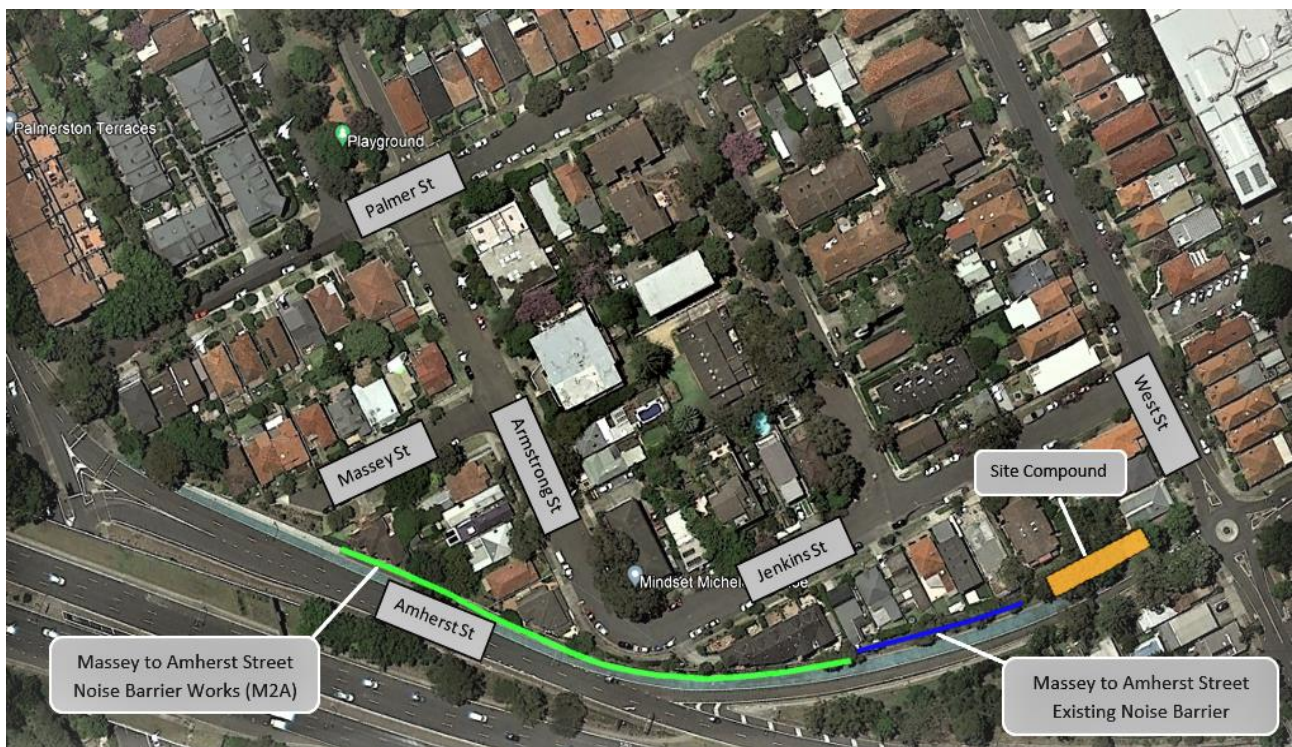 Palmerston Terraces
Playground
Palmer St
Massey St
Armstrong St
West St
Site Compound
Jenkins St
Mindset Michel
Amherst St
Massey to Amherst Street
Noise Barrier Works (M2A)
Massey to Amherst Street
Existing Noise Barrier